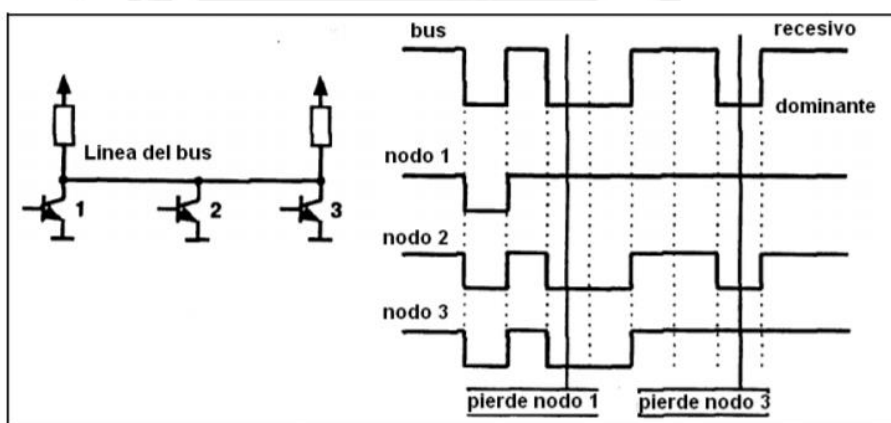 Linea del bus
1
2
3
bus
recesivo
dominante
nodo 1
nodo 2
nodo 3
pierde nodo 1
pierde nodo 3